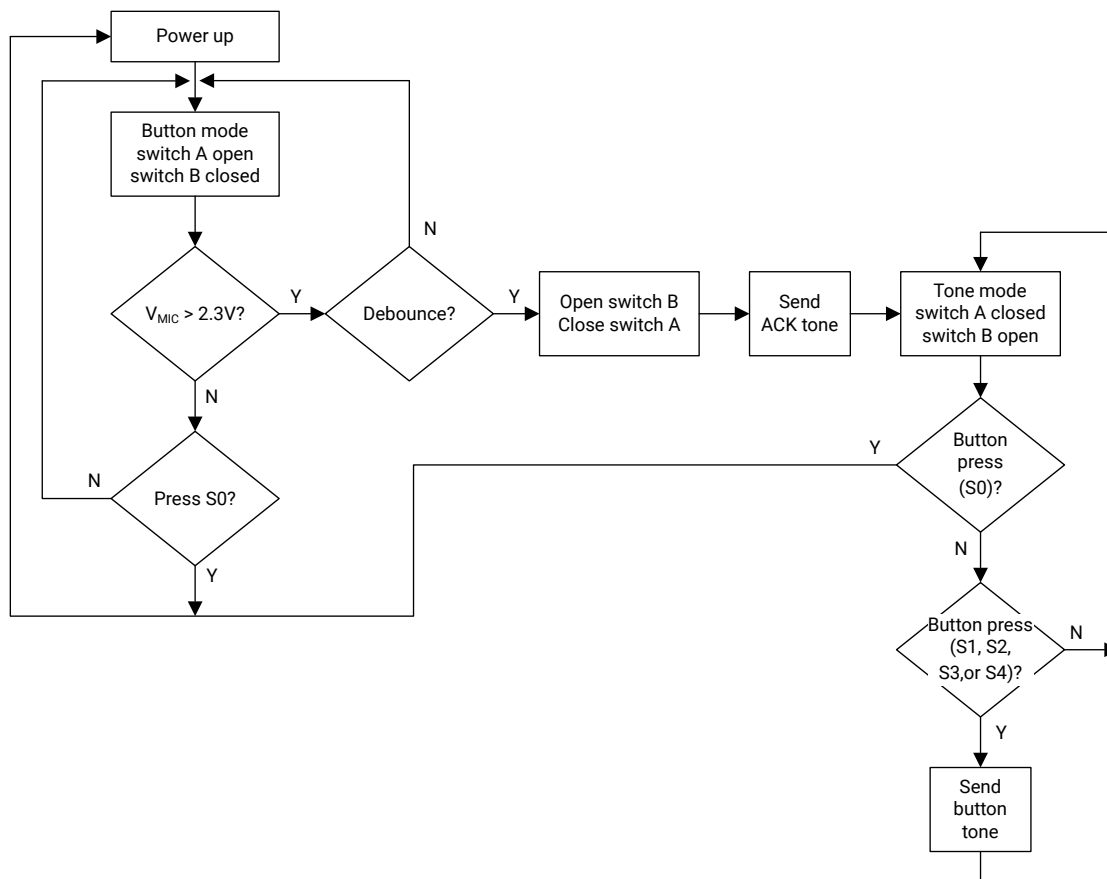 Power up
Button mode
switch A open
switch B closed
N
V_MIC > 2.3V?
Y
Debounce?
Y
Open switch B
Close switch A
Send
ACK tone
Tone mode
switch A closed
switch B open
N
Press S0?
N
Y
Y
Button
press
(S0)?
N
Button press
(S1, S2,
S3,or S4)?
N
Y
Send
button
tone